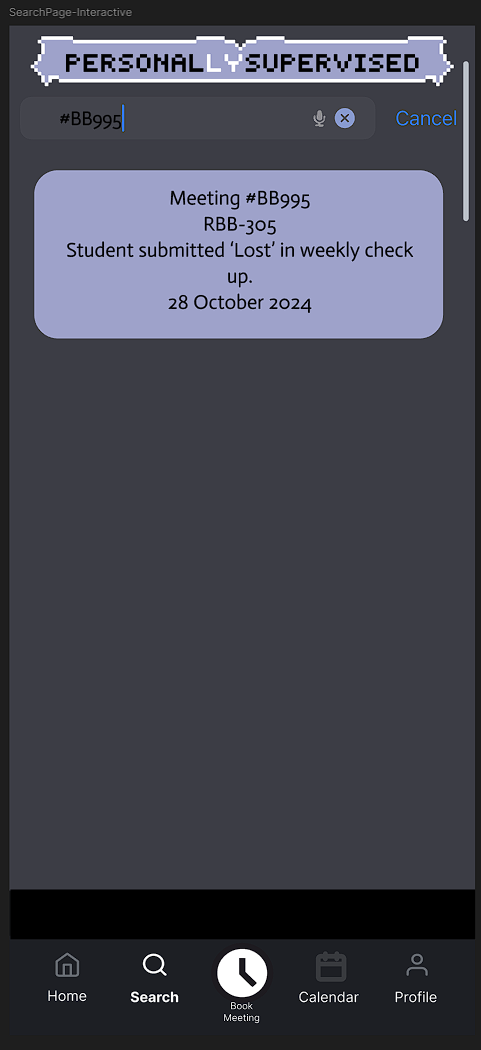 SearchPage-Interactive
PERSONALLYSUPERVISED
#BB995
Cancel
Meeting #BB995
RBB-305
Student submitted ‘Lost’ in weekly check
up.
28 October 2024
Home
Search
Book
Meeting
Calendar
Profile